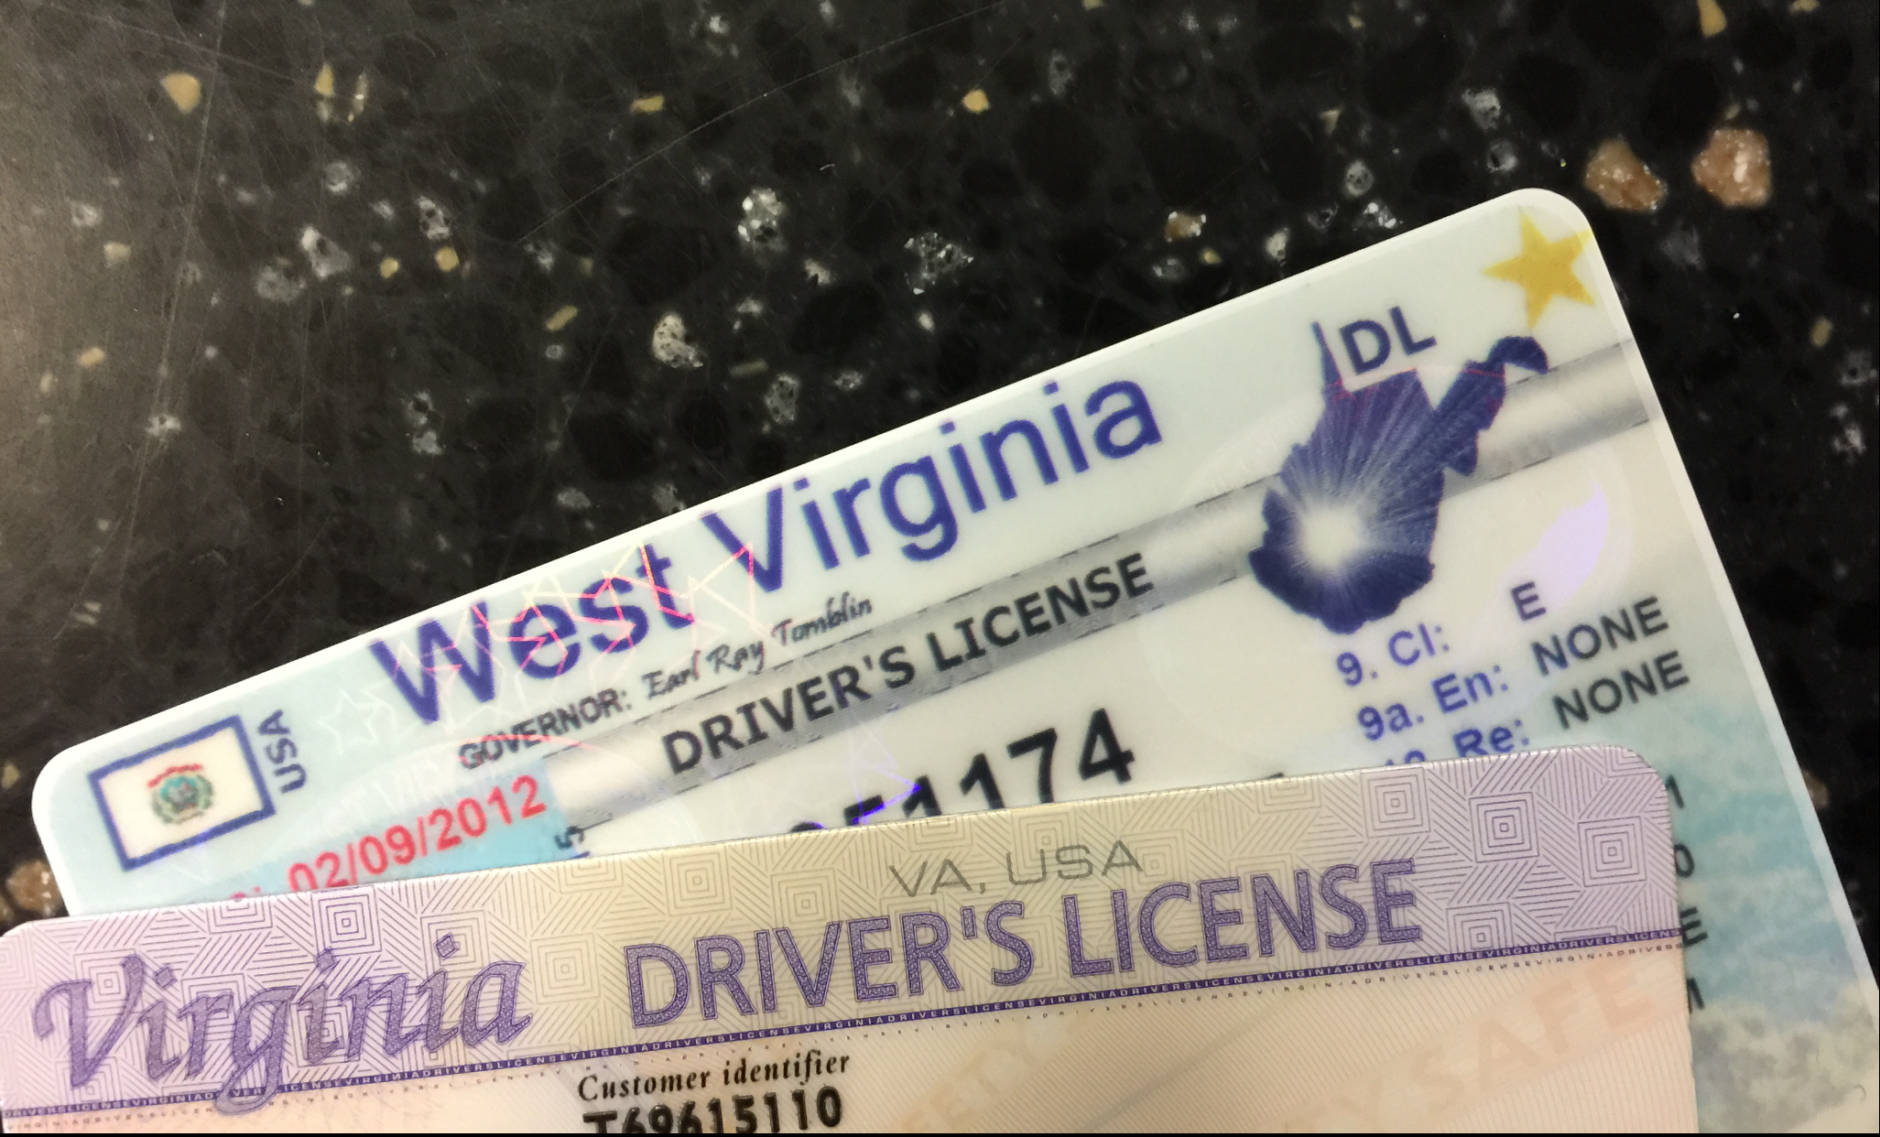 West Virginia
DL
USA
GOVERNOR: Earl Ray Tomblin
DRIVER'S LICENSE
02/09/2012
51174
9. Cl: E
9a. En: NONE
Re: NONE
VA, USA
Virginia DRIVER'S LICENSE
Customer identifier
T69615110